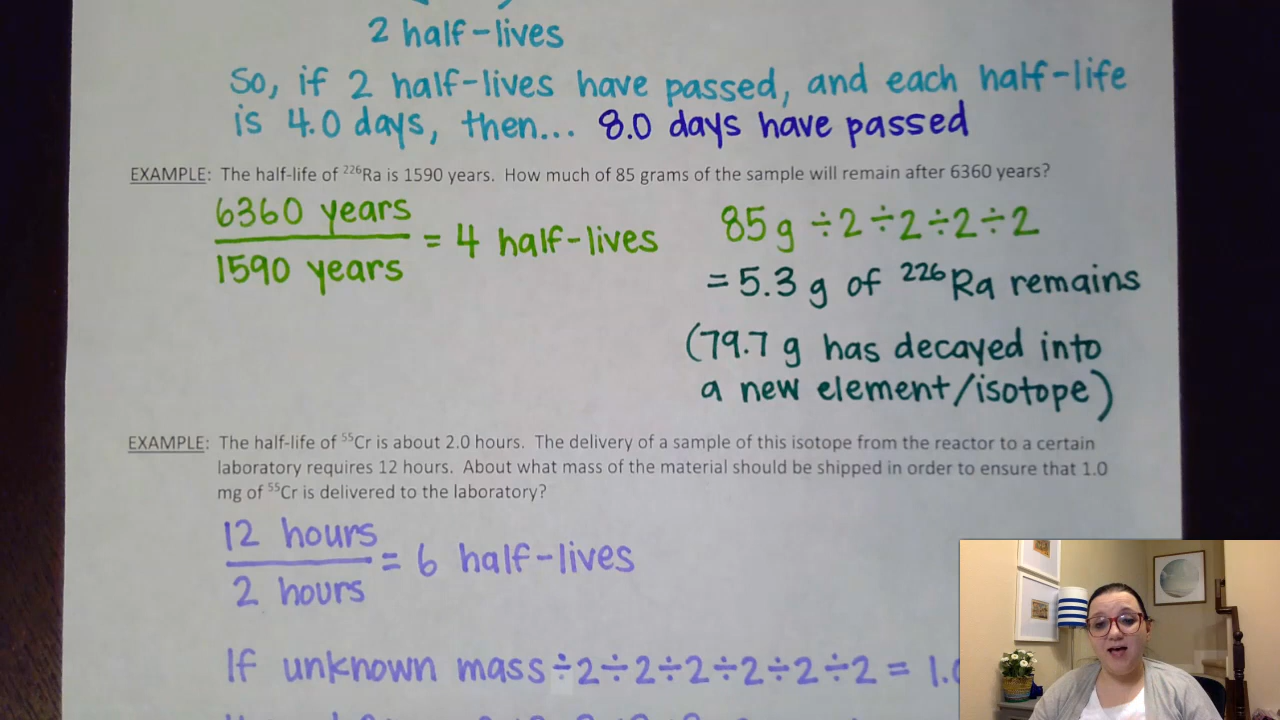 2 half-lives
So, if 2 half-lives have passed, and each half-life
is 4.0 days, then... 8.0 days have passed
EXAMPLE: The half-life of ²²⁶Ra is 1590 years. How much of 85 grams of the sample will remain after 6360 years?
6360 years
1590 years
= 4 half-lives
85 g ÷2÷2÷2÷2
= 5.3 g of ²²⁶Ra remains
(79.7 g has decayed into
a new element/isotope)
EXAMPLE: The half-life of ⁵⁵Cr is about 2.0 hours. The delivery of a sample of this isotope from the reactor to a certain
laboratory requires 12 hours. About what mass of the material should be shipped in order to ensure that 1.0
mg of ⁵⁵Cr is delivered to the laboratory?
12 hours
2 hours
= 6 half-lives
If unknown mass÷2÷2÷2÷2÷2÷2 = 1.